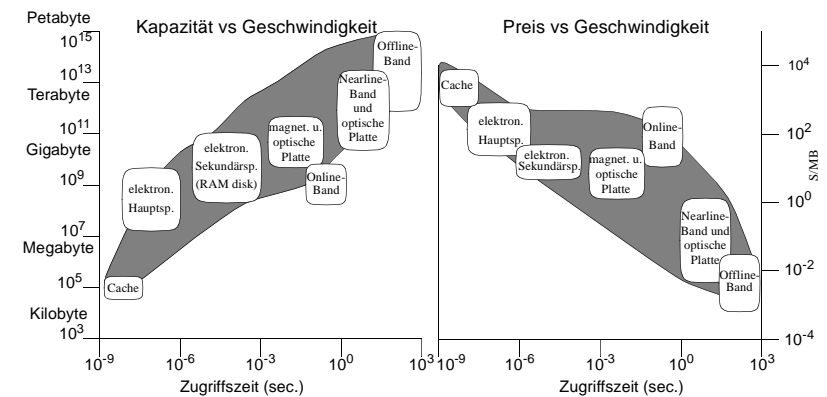 Kapazität vs Geschwindigkeit
Petabyte
10^15
10^13
Terabyte
10^11
Gigabyte
10^9
10^7
Megabyte
10^5
Kilobyte
10^3
Offline-
Band
Nearline-
Band
und
optische
Platte
magnet. u.
optische
Platte
elektron.
Sekundärsp.
(RAM disk)
Online-
Band
elektron.
Hauptsp.
Cache
10^-9
10^-6
10^-3
10^0
10^3
Zugriffszeit (sec.)
Preis vs Geschwindigkeit
Cache
elektron.
Hauptsp.
elektron.
Sekundärsp.
magnet. u.
optische
Platte
Online-
Band
Nearline-
Band und
optische
Platte
Offline-
Band
10^4
10^2
10^0
10^-2
10^-4
S/MB
10^-9
10^-6
10^-3
10^0
10^3
Zugriffszeit (sec.)